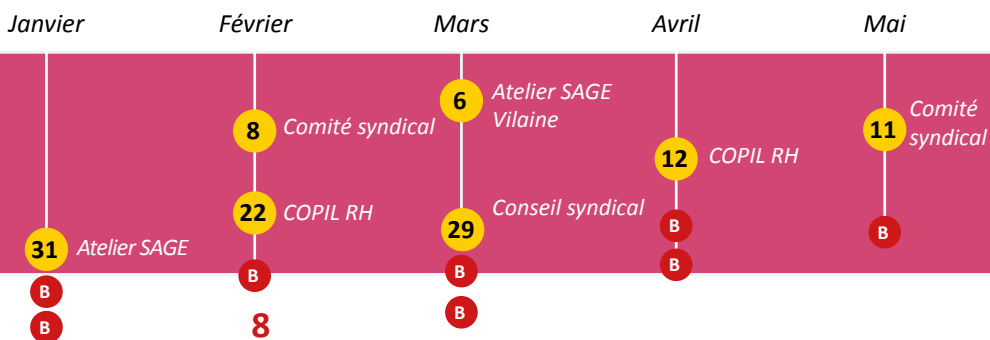 Janvier
Février
Mars
Avril
Mai
31 Atelier SAGE
B
B
8 Comité syndical
22 COPIL RH
B
8
6 Atelier SAGE
Vilaine
29 Conseil syndical
B
B
12 COPIL RH
B
B
11 Comité
syndical
B